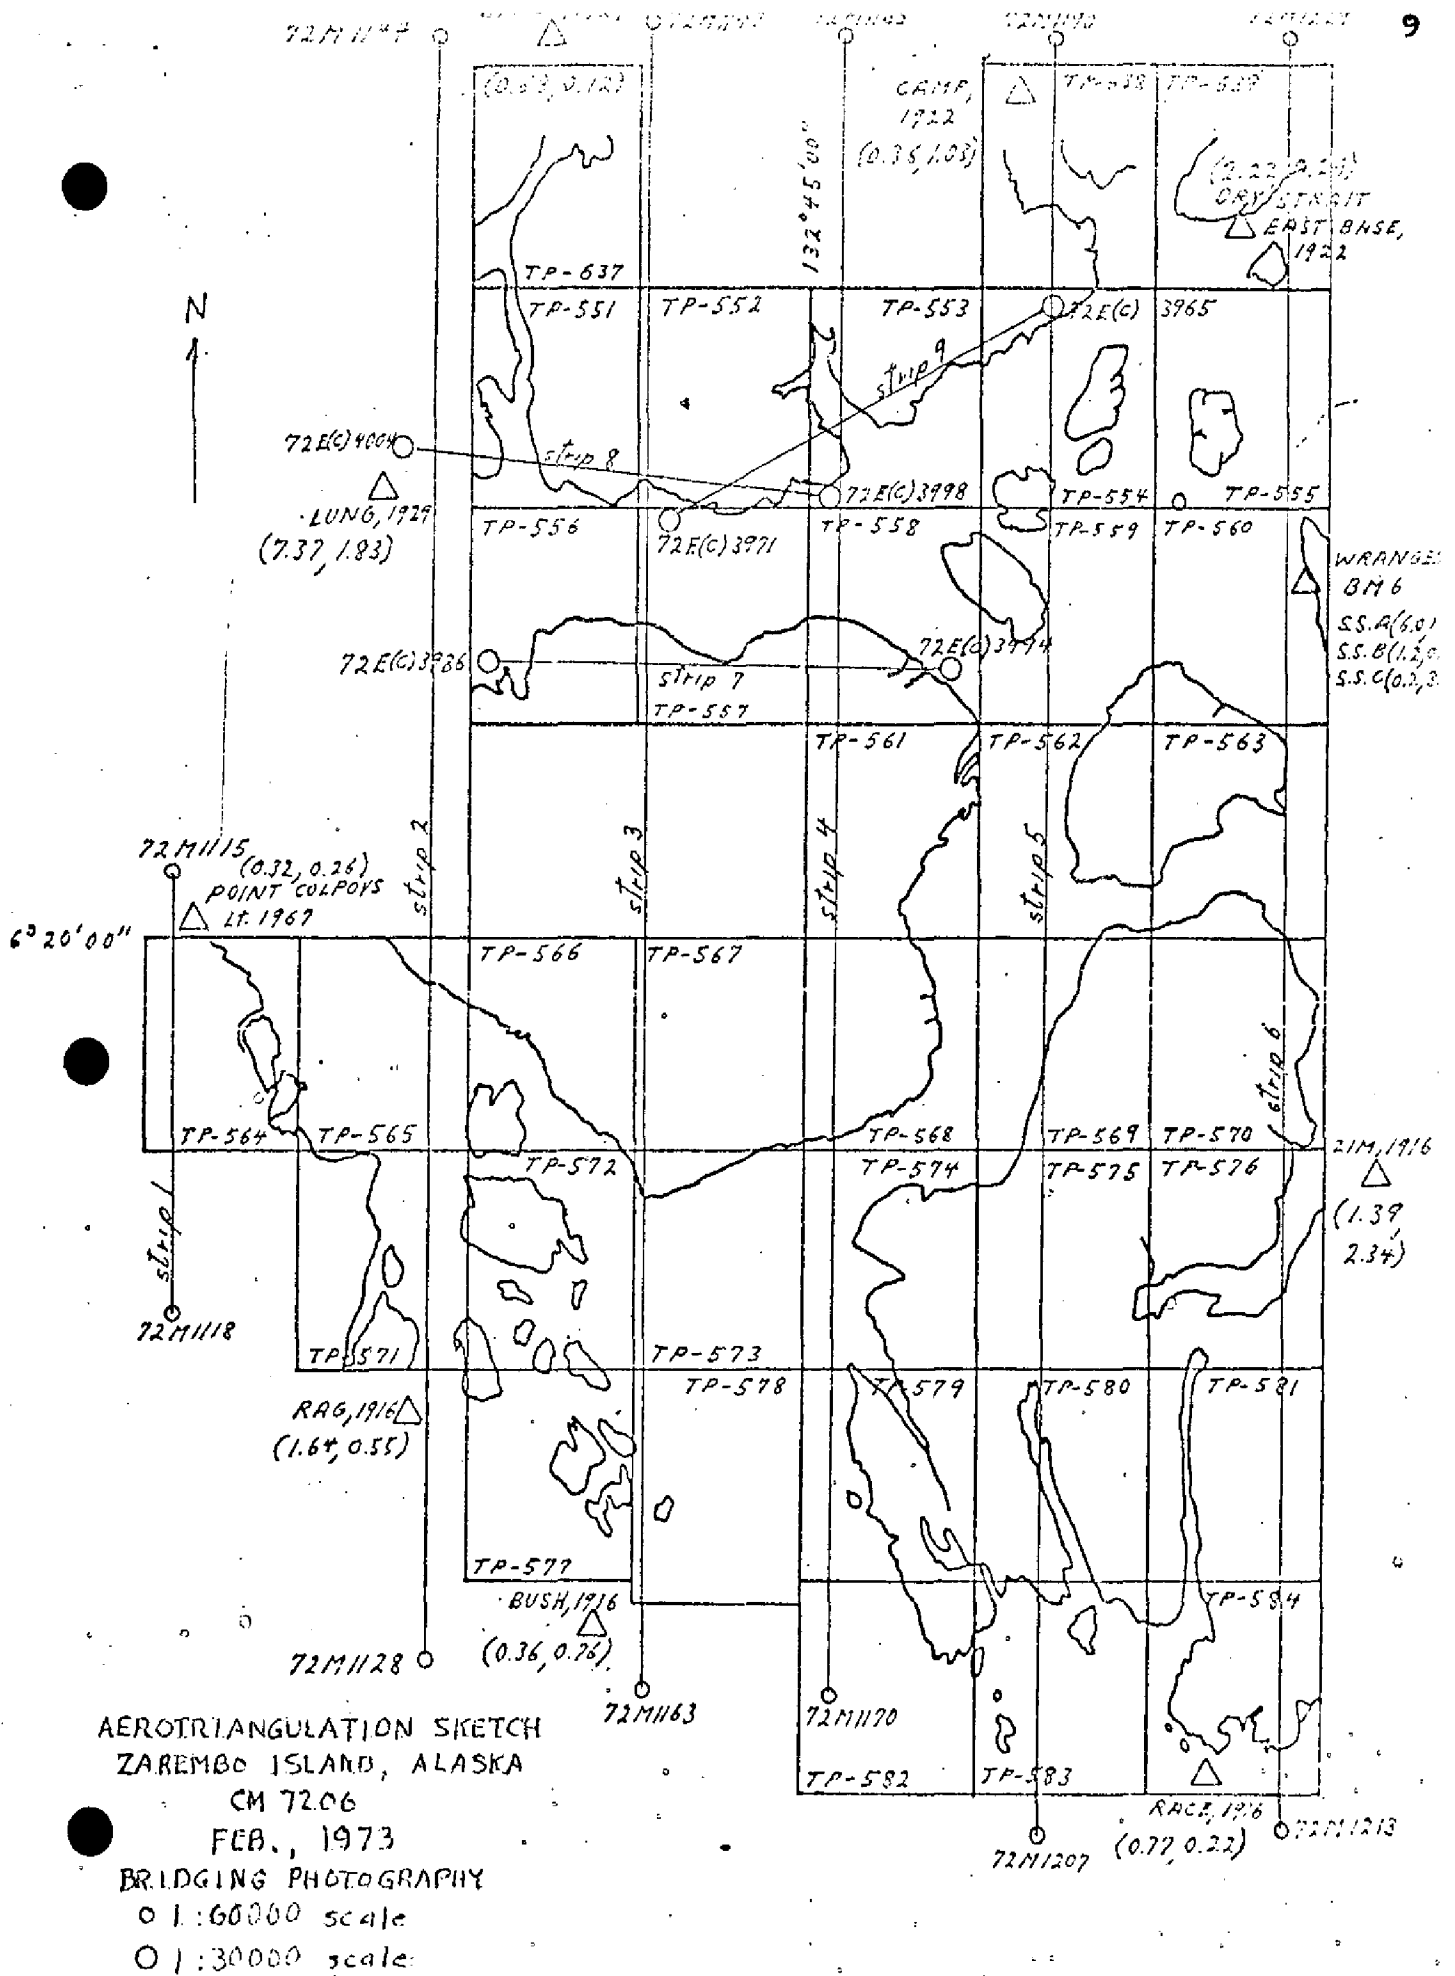 9
72M1190
(0.63, 0.12)
CAMP,
1922
(0.36, 1.03)
132°45'00"
DRY STRAIT
EAST BASE,
1922
TP-637
TP-551
TP-552
TP-553
72E(C) 3965
N
strip 9
72E(C)4004
strip 8
72E(C)3998
TP-554
TP-555
LUNG, 1929
(7.37, 1.83)
TP-556
72E(C)3971
TP-558
TP-559
TP-560
BM 6
72E(C)3986
72E(C)3994
strip 7
TP-557
TP-561
TP-562
TP-563
strip 2
strip 3
strip 4
strip 5
72M1115
(0.32, 0.26)
POINT COLPOYS
Lt. 1967
6°20'00"
TP-566
TP-567
strip 6
TP-564
TP-565
TP-568
TP-569
TP-570
TP-572
TP-574
TP-575
TP-576
21M, 1916
(1.39,
2.34)
strip 1
72M1118
TP-571
TP-573
TP-578
TP-579
TP-580
TP-581
RAG, 1916
(1.64, 0.55)
TP-577
BUSH, 1916
(0.36, 0.76)
TP-584
72M1128
72M1163
72M1170
TP-582
TP-583
RACE, 1916
(0.77, 0.22)
72M1207
72M1213
AEROTRIANGULATION SKETCH
ZAREMBO ISLAND, ALASKA
CM 7206
FEB., 1973
BRIDGING PHOTOGRAPHY
1:60000 scale
1:30000 scale